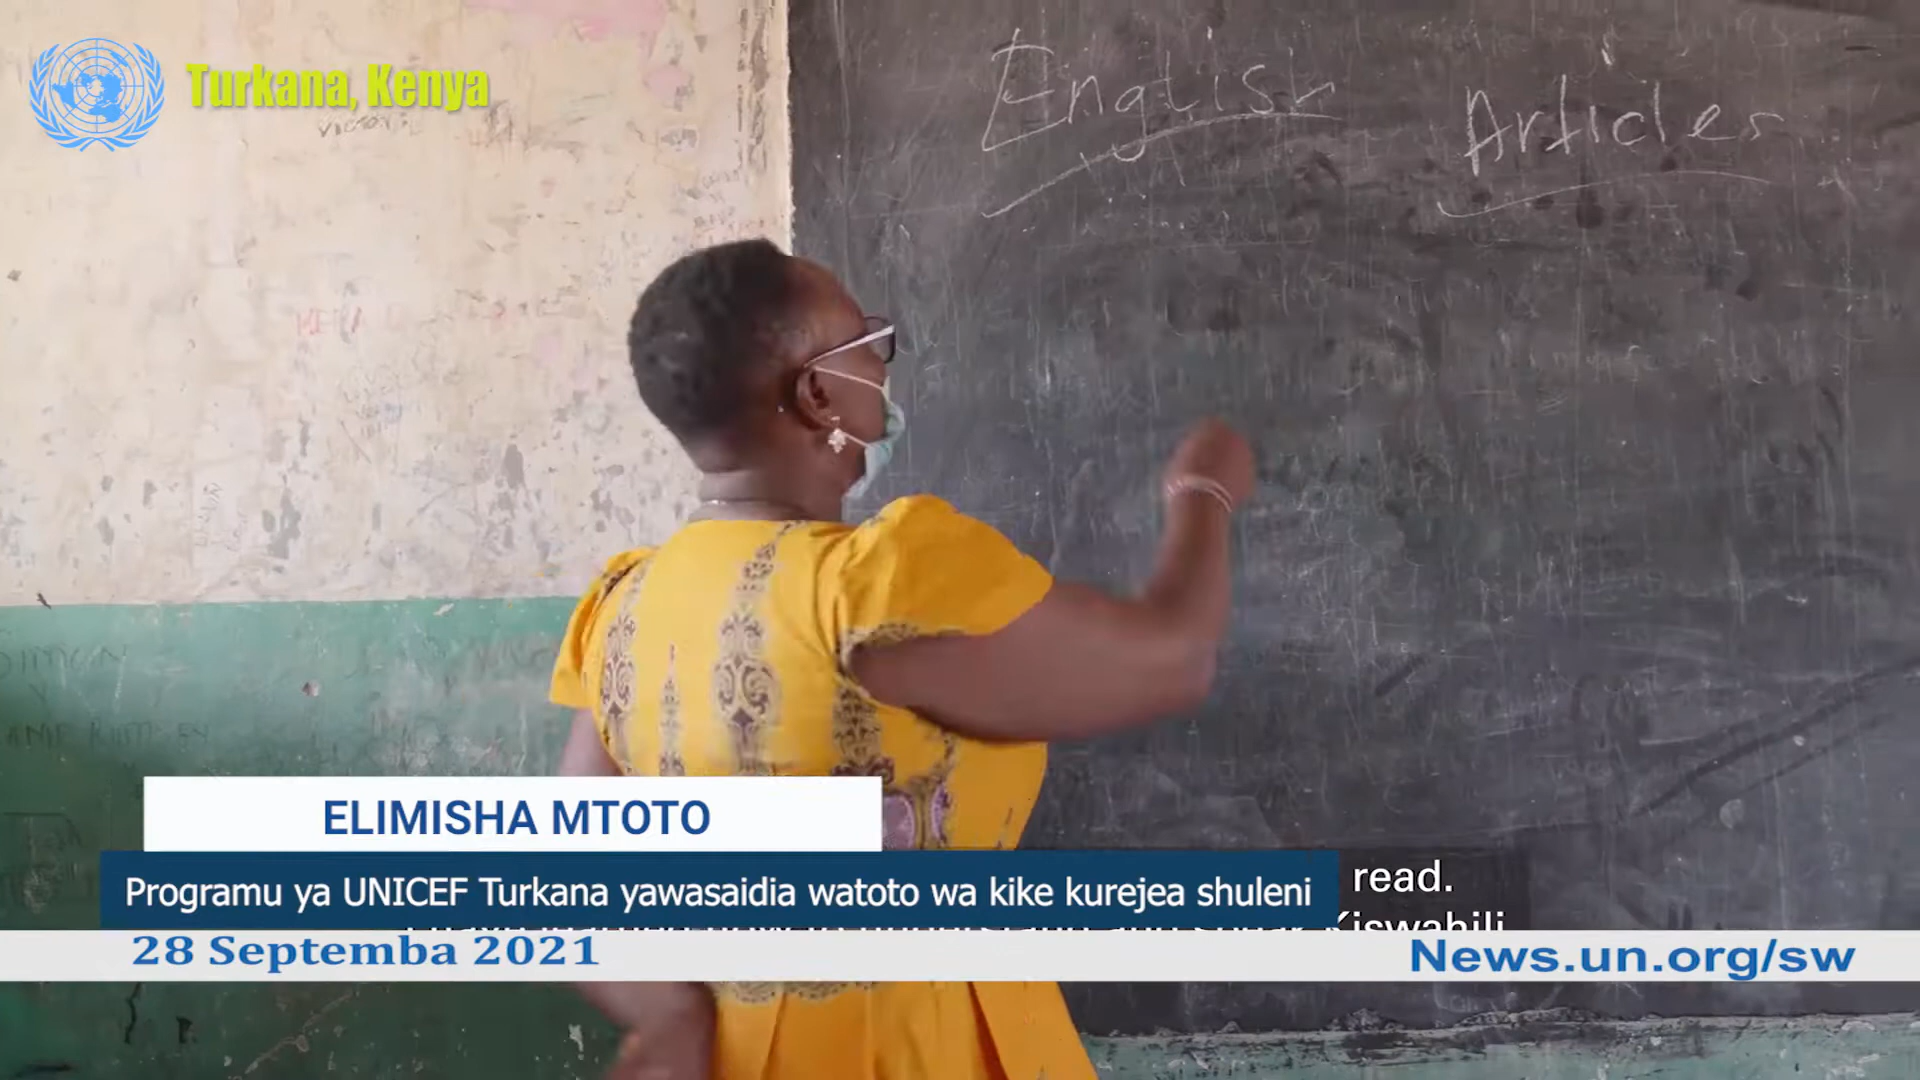 Turkana, Kenya
English
Articles
ELIMISHA MTOTO
read.
Programu ya UNICEF Turkana yawasaidia watoto wa kike kurejea shuleni
Kiswahili
28 Septemba 2021
News.un.org/sw